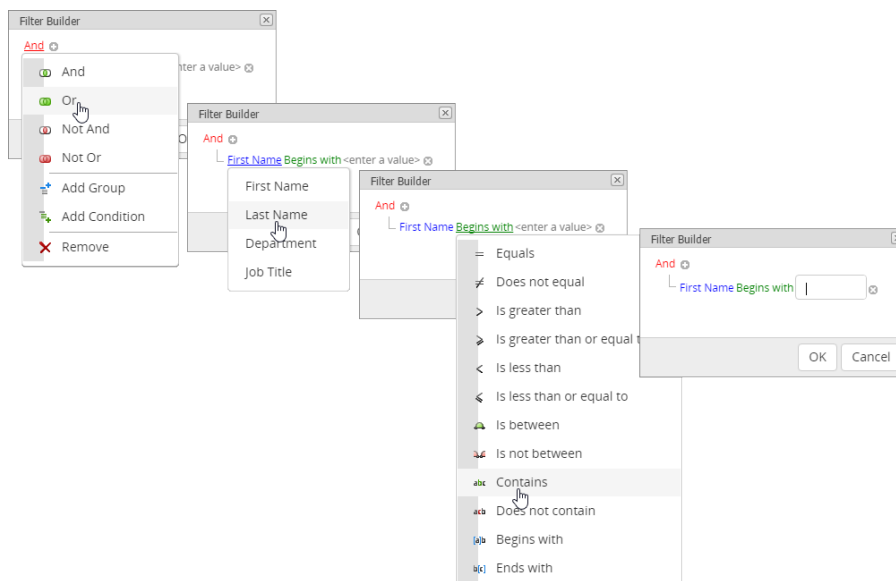 Filter Builder
And
nter a value>
And
Or
Not And
Not Or
Add Group
Add Condition
Remove
O
Filter Builder
And
First Name Begins with <enter a value>
First Name
Last Name
Department
Job Title
Filter Builder
And
First Name Begins with <enter a value>
= Equals
≠ Does not equal
> Is greater than
⩾ Is greater than or equal t
< Is less than
⩽ Is less than or equal to
Is between
Is not between
abc Contains
acb Does not contain
[a]b Begins with
b[c] Ends with
Filter Builder
And
First Name Begins with
OK Cancel